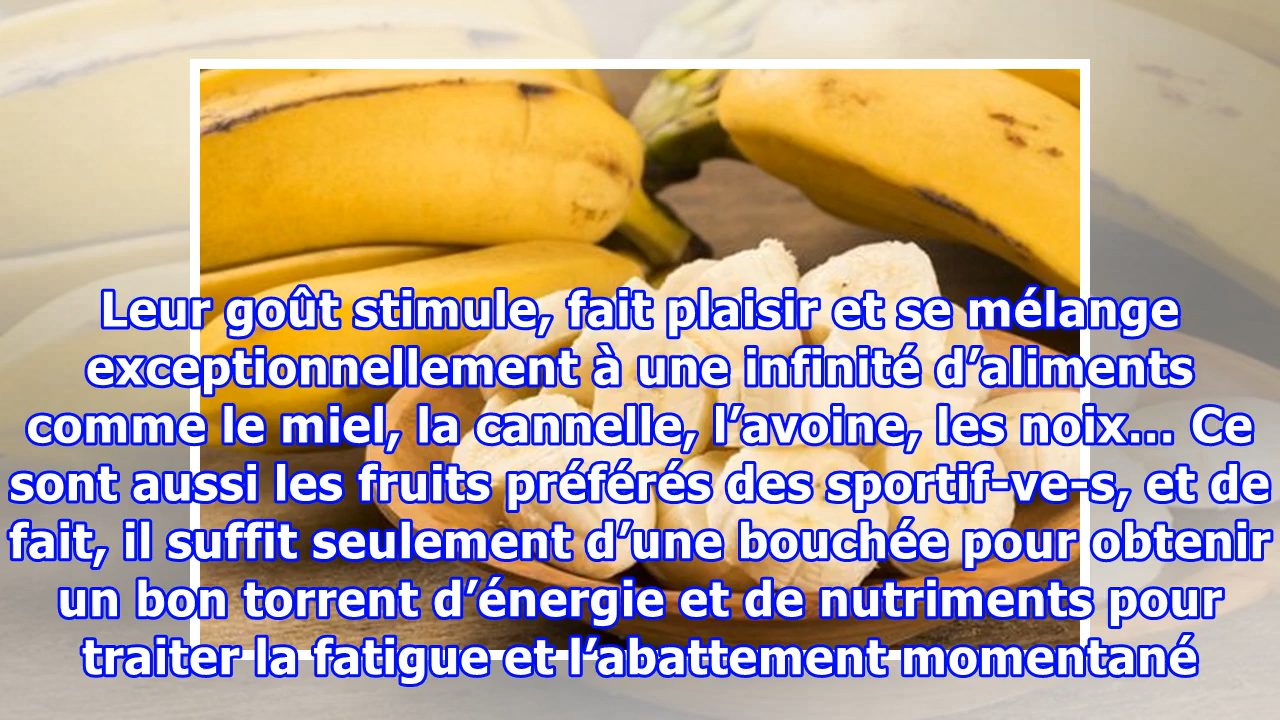 Leur goût stimule, fait plaisir et se mélange
exceptionnellement à une infinité d’aliments
comme le miel, la cannelle, l’avoine, les noix... Ce
sont aussi les fruits préférés des sportif-ve-s, et de
fait, il suffit seulement d’une bouchée pour obtenir
un bon torrent d’énergie et de nutriments pour
traiter la fatigue et l’abattement momentané